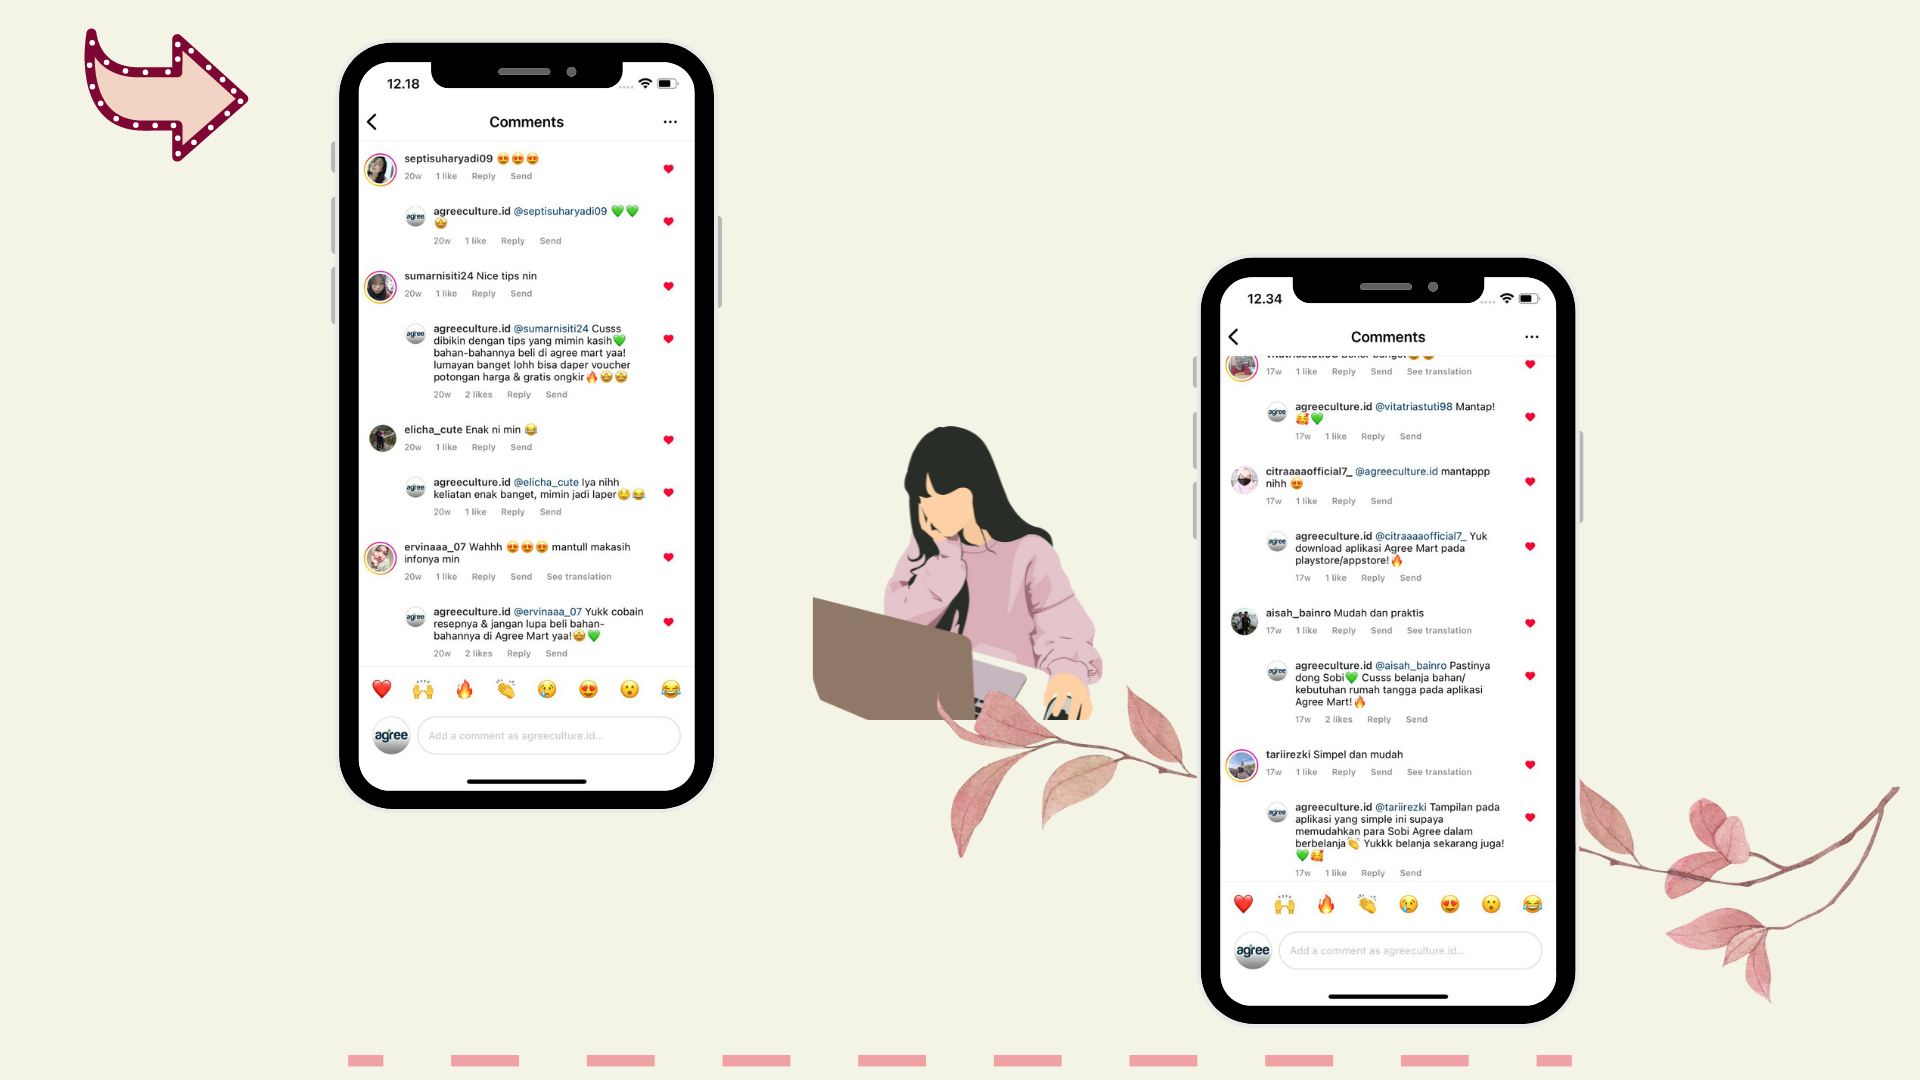 12.18
Comments
septisuharyadi09 😍😍😍
20w 1 like Reply Send
agree
agreeculture.id @septisuharyadi09 💚💚
🤩
20w 1 like Reply Send
sumarnisiti24 Nice tips nin
20w 1 like Reply Send
agree
agreeculture.id @sumarnisiti24 Cusss
dibikin dengan tips yang mimin kasih💚
bahan-bahannya beli di agree mart yaa!
lumayan banget lohh bisa daper voucher
potongan harga & gratis ongkir🔥🤩🤩
20w 2 likes Reply Send
elicha_cute Enak ni min 😂
20w 1 like Reply Send
agree
agreeculture.id @elicha_cute Iya nihh
keliatan enak banget, mimin jadi laper😋😂
20w 1 like Reply Send
ervinaaa_07 Wahhh 😍😍😍 mantull makasih
infonya min
20w 1 like Reply Send See translation
agree
agreeculture.id @ervinaaa_07 Yukk cobain
resepnya & jangan lupa beli bahan-
bahannya di Agree Mart yaa!🤩💚
20w 2 likes Reply Send
❤️🙌🔥👏😢😍😮😂
agree
Add a comment as agreeculture.id...
12.34
Comments
17w 1 like Reply Send See translation
agree
agreeculture.id @vitatriastuti98 Mantap!
🥰💚
17w 1 like Reply Send
citraaaaofficial7_ @agreeculture.id mantappp
nihh 😍
17w 1 like Reply Send
agree
agreeculture.id @citraaaaofficial7_ Yuk
download aplikasi Agree Mart pada
playstore/appstore!🔥
17w 1 like Reply Send
aisah_bainro Mudah dan praktis
17w 1 like Reply Send See translation
agree
agreeculture.id @aisah_bainro Pastinya
dong Sobi💚 Cusss belanja bahan/
kebutuhan rumah tangga pada aplikasi
Agree Mart!🔥
17w 2 likes Reply Send
tariirezki Simpel dan mudah
17w 1 like Reply Send See translation
agree
agreeculture.id @tariirezki Tampilan pada
aplikasi yang simple ini supaya
memudahkan para Sobi Agree dalam
berbelanja👏 Yukkk belanja sekarang juga!
💚🥰
17w 1 like Reply Send
❤️🙌🔥👏😢😍😮😂
agree
Add a comment as agreeculture.id...